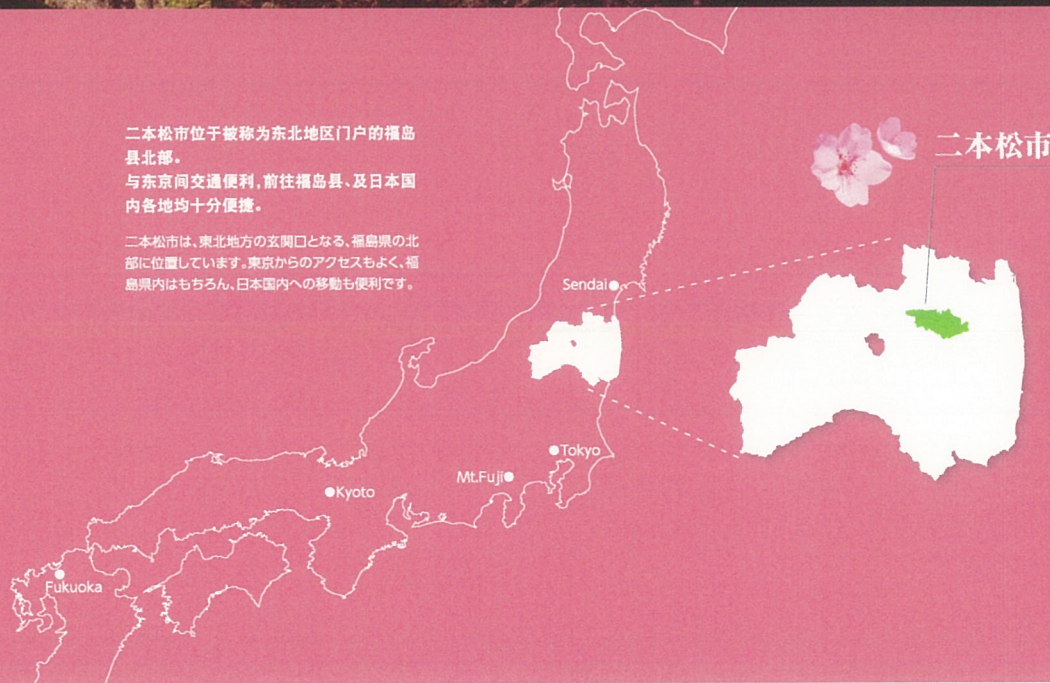 二本松市位于被称为东北地区门户的福岛
县北部。
与东京间交通便利,前往福岛县、及日本国
内各地均十分便捷。
二本松市は、東北地方の玄関口となる、福島県の北
部に位置しています。東京からのアクセスもよく、福
島県内はもちろん、日本国内への移動も便利です。
二本松市
Sendai
Tokyo
Mt.Fuji
Kyoto
Fukuoka